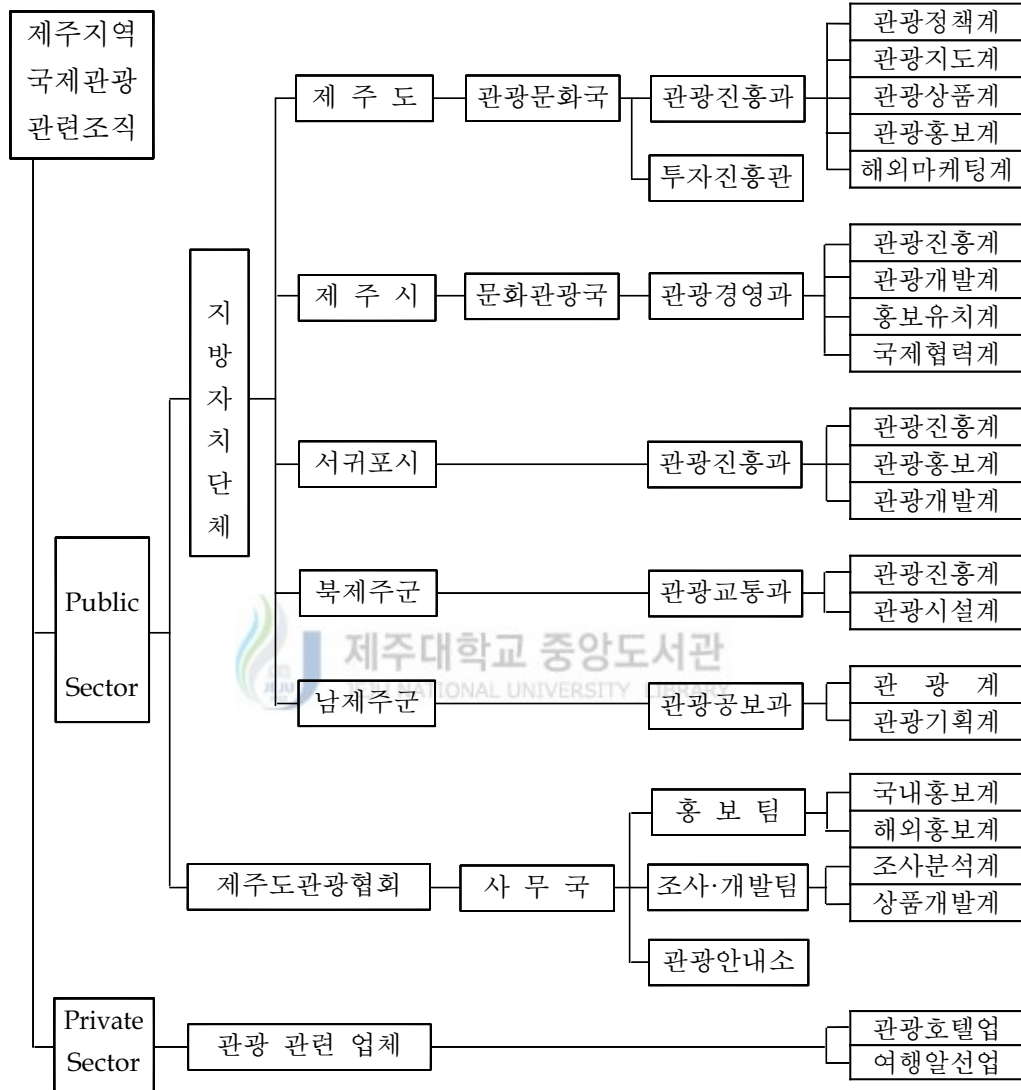 제주지역
국제관광
관련조직
Public
Sector
지
방
자
치
단
체
제 주 도
관광문화국
관광진흥과
관광정책계
관광지도계
관광상품계
관광홍보계
해외마케팅계
투자진흥관
제 주 시
문화관광국
관광경영과
관광진흥계
관광개발계
홍보유치계
국제협력계
서귀포시
관광진흥과
관광진흥계
관광홍보계
관광개발계
북제주군
관광교통과
관광진흥계
관광시설계
제주대학교 중앙도서관
JEJU NATIONAL UNIVERSITY LIBRARY
JEJU
남제주군
관광공보과
관 광 계
관광기획계
제주도관광협회
사 무 국
홍 보 팀
국내홍보계
해외홍보계
조사·개발팀
조사분석계
상품개발계
관광안내소
Private
Sector
관광 관련 업체
관광호텔업
여행알선업